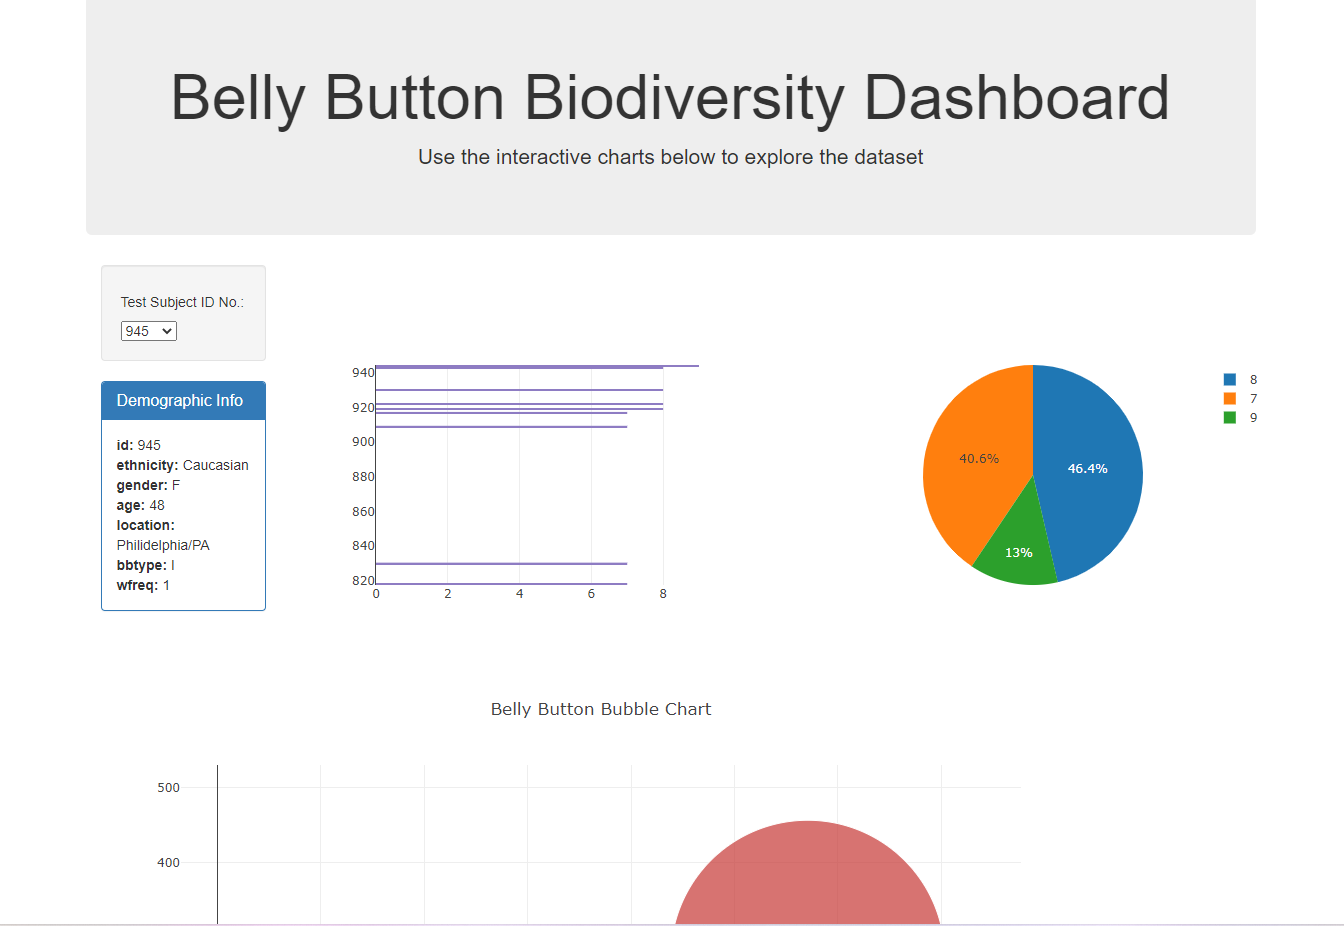 Belly Button Biodiversity Dashboard
Use the interactive charts below to explore the dataset
Test Subject ID No.:
945
Demographic Info
id: 945
ethnicity: Caucasian
gender: F
age: 48
location:
Philidelphia/PA
bbtype: I
wfreq: 1
940
920
900
880
860
840
820
0 2 4 6 8
40.6%
46.4%
13%
8
7
9
Belly Button Bubble Chart
500
400